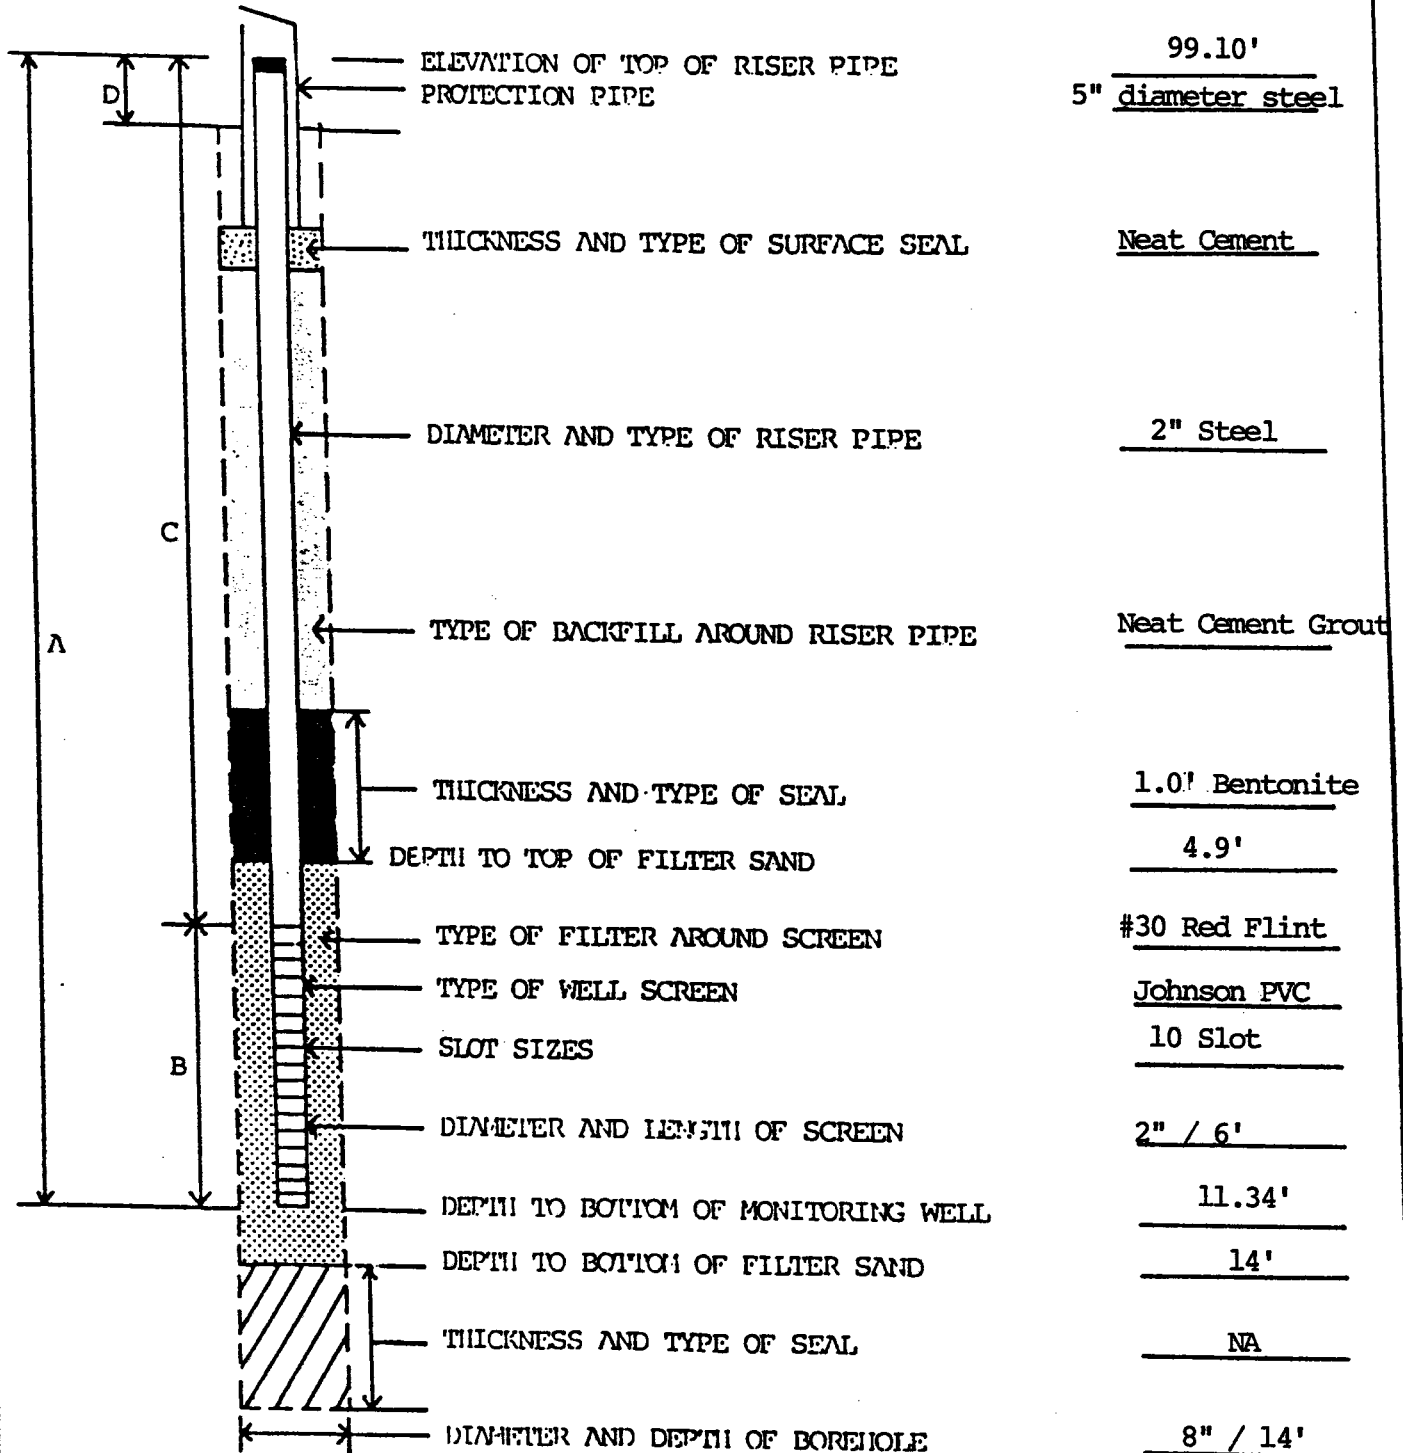 ELEVATION OF TOP OF RISER PIPE 99.10'
PROTECTION PIPE 5" diameter steel
D
THICKNESS AND TYPE OF SURFACE SEAL Neat Cement
DIAMETER AND TYPE OF RISER PIPE 2" Steel
C
TYPE OF BACKFILL AROUND RISER PIPE Neat Cement Grout
A
THICKNESS AND TYPE OF SEAL 1.0' Bentonite
DEPTH TO TOP OF FILTER SAND 4.9'
TYPE OF FILTER AROUND SCREEN #30 Red Flint
TYPE OF WELL SCREEN Johnson PVC
SLOT SIZES 10 Slot
B
DIAMETER AND LENGTH OF SCREEN 2" / 6'
DEPTH TO BOTTOM OF MONITORING WELL 11.34'
DEPTH TO BOTTOM OF FILTER SAND 14'
THICKNESS AND TYPE OF SEAL NA
DIAMETER AND DEPTH OF BOREHOLE 8" / 14'